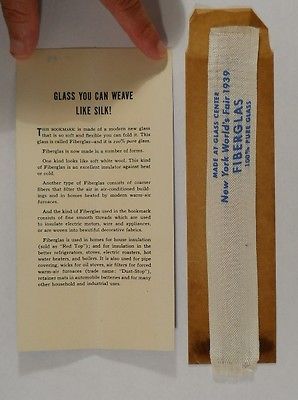 GLASS YOU CAN WEAVE
LIKE SILK!
THIS BOOKMARK is made of a modern new glass
that is so soft and flexible you can fold it. This
glass is called Fiberglas—and it is 100% pure glass.
Fiberglas is now made in a number of forms.
One kind looks like soft white wool. This kind
of Fiberglas is an excellent insulator against heat
or cold.
Another type of Fiberglas consists of coarser
fibers that filter the air in air-conditioned build-
ings and in homes heated by modern warm-air
furnaces.
And the kind of Fiberglas used in the bookmark
consists of fine smooth threads which are used
to insulate electric motors, wire and appliances;
or are woven into beautiful decorative fabrics.
Fiberglas is used in homes for house insulation
(sold as "Red Top"); and for insulation in the
better refrigerators, stoves, electric roasters, hot
water heaters, and boilers. It is also used for pipe
covering, wicks for oil stoves, air filters for forced
warm-air furnaces (trade name: "Dust-Stop"),
retainer mats in automobile batteries and for many
other household and industrial uses.
MADE AT GLASS CENTER
New York World's Fair 1939
FIBERGLAS
100% PURE GLASS